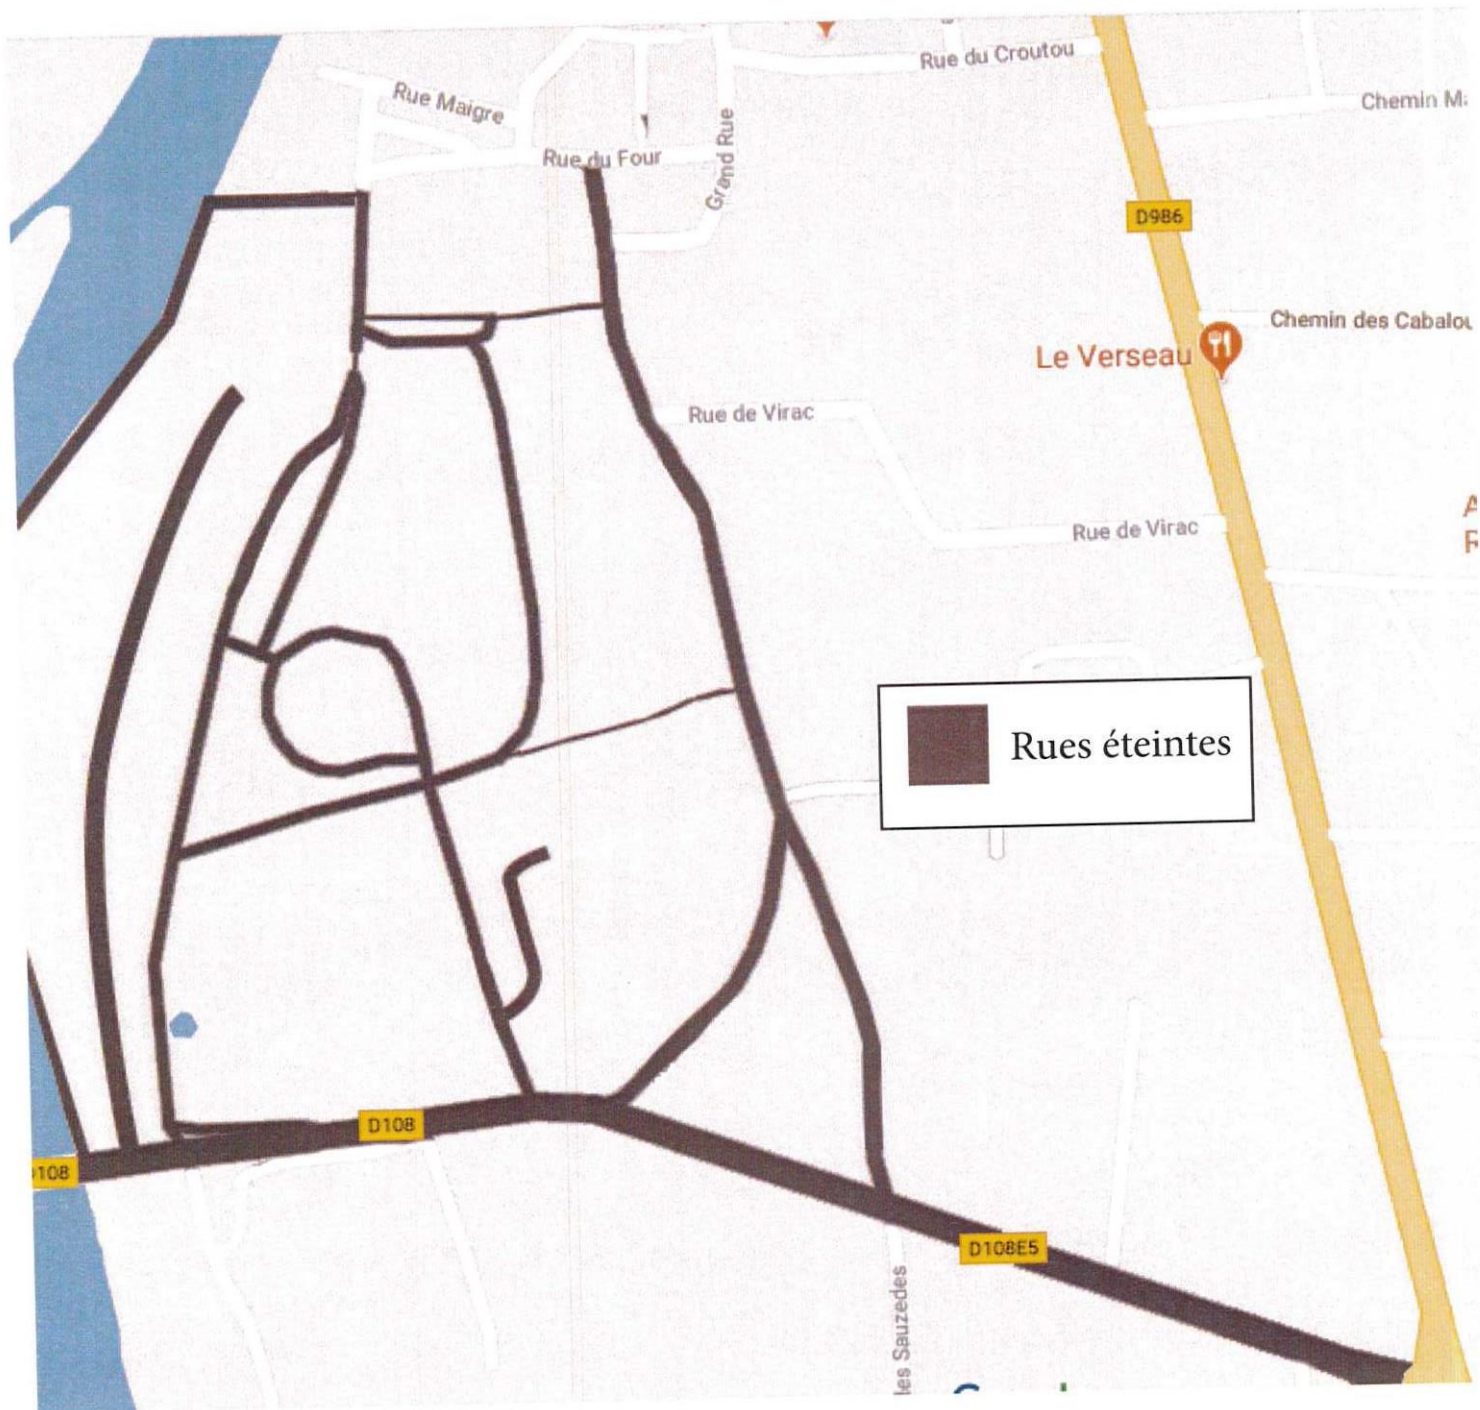 Rue du Croutou
Rue Maigre
Chemin
Rue du Four
Grand Rue
D986
Chemin des
Le Verseau
Rue de Virac
Rue de Virac
Rues éteintes
D108
108
D108E5
les Sauzedes